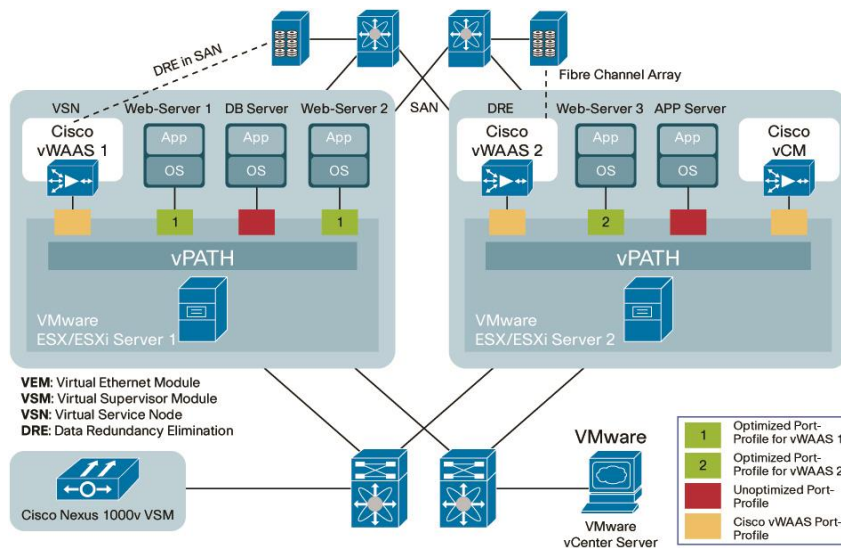 DRE in SAN
Fibre Channel Array
SAN
VSN
Web-Server 1
DB Server
Web-Server 2
Cisco
vWAAS 1
App
OS
App
OS
App
OS
1
1
vPATH
VMware
ESX/ESXi Server 1
DRE
Web-Server 3
APP Server
Cisco
vWAAS 2
App
OS
App
OS
Cisco
vCM
2
vPATH
VMware
ESX/ESXi Server 2
VEM: Virtual Ethernet Module
VSM: Virtual Supervisor Module
VSN: Virtual Service Node
DRE: Data Redundancy Elimination
Cisco Nexus 1000v VSM
VMware
VMware
vCenter Server
1
Optimized Port-
Profile for vWAAS 1
2
Optimized Port-
Profile for vWAAS 2
Unoptimized Port-
Profile
Cisco vWAAS Port-
Profile